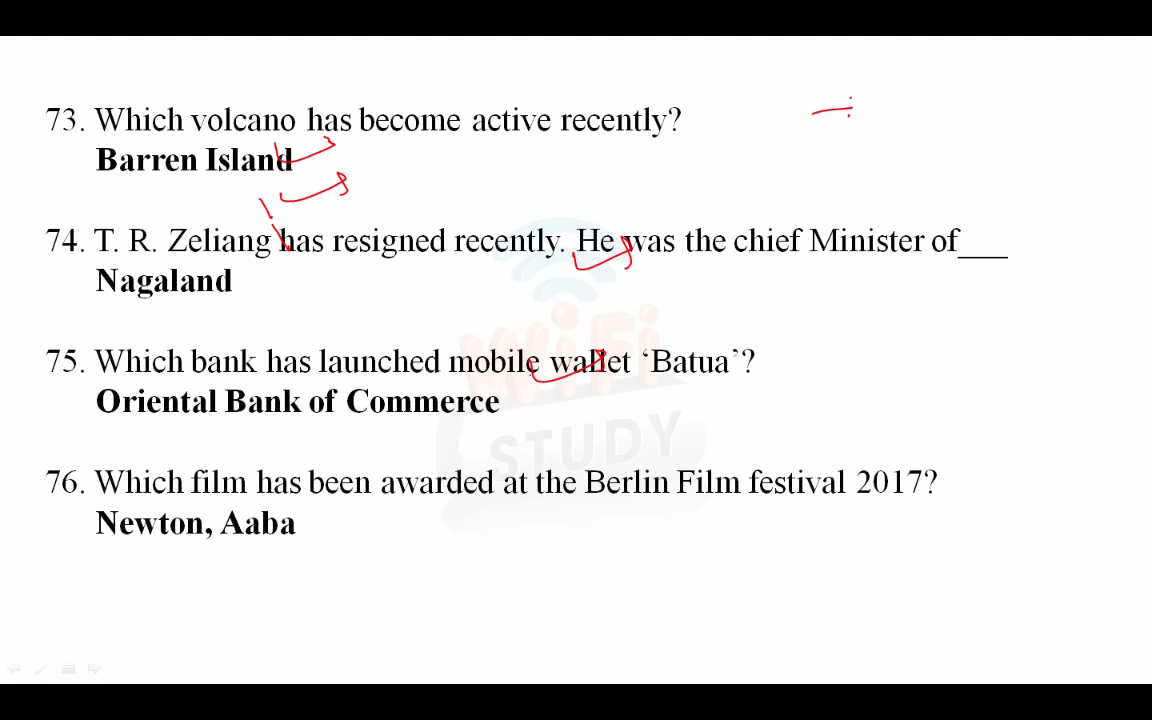 73. Which volcano has become active recently?
Barren Island
74. T. R. Zeliang has resigned recently. He was the chief Minister of___
Nagaland
75. Which bank has launched mobile wallet ‘Batua’?
Oriental Bank of Commerce
WiFi
STUDY
76. Which film has been awarded at the Berlin Film festival 2017?
Newton, Aaba